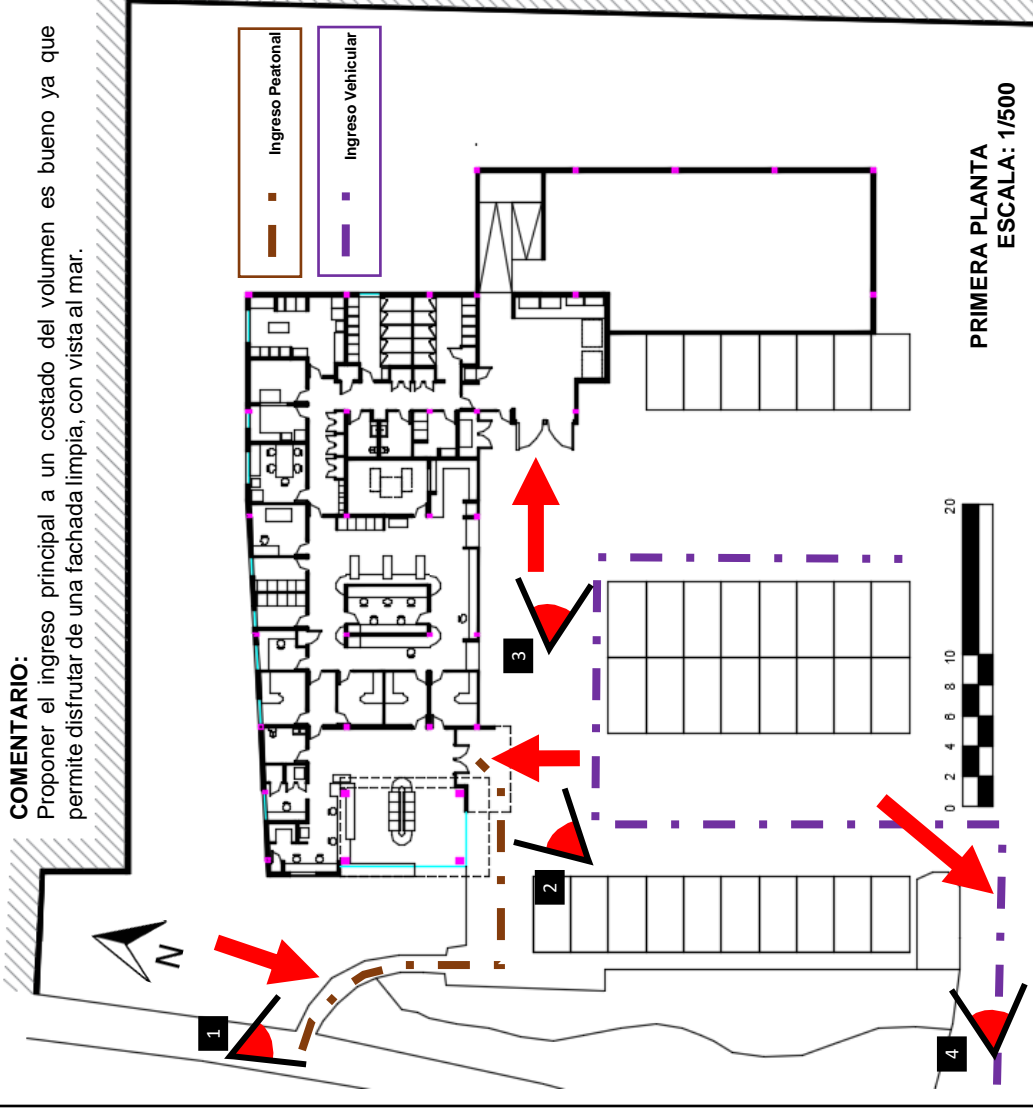 COMENTARIO:
Proponer el ingreso principal a un costado del volumen es bueno ya que
permite disfrutar de una fachada limpia, con vista al mar.
Ingreso Peatonal
Ingreso Vehicular
N
1
2
3
4
0 2 4 6 8 10 20
PRIMERA PLANTA
ESCALA: 1/500